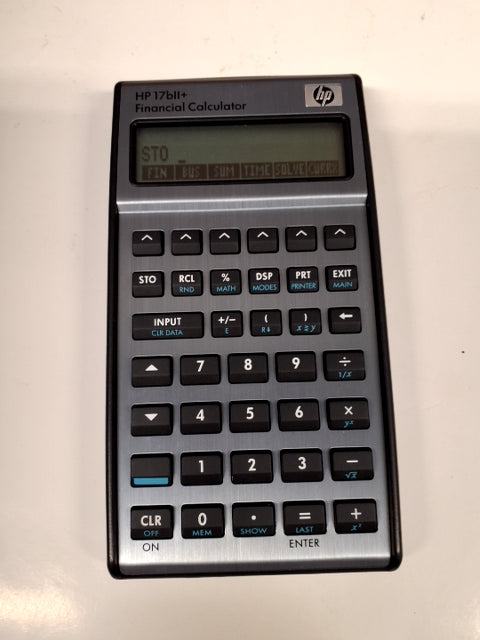 HP 17bII+
Financial Calculator
hp
STO _
FIN BUS SUM TIME SOLVE CURRX
^ ^ ^ ^ ^ ^
STO RCL % DSP PRT EXIT
RND MATH MODES PRINTER MAIN
INPUT +/- ( ) ←
CLR DATA E R↓ x≷y
▲ 7 8 9 ÷
1/x
▼ 4 5 6 ×
yˣ
1 2 3 −
√x
CLR 0 • = +
OFF MEM SHOW LAST x²
ON ENTER